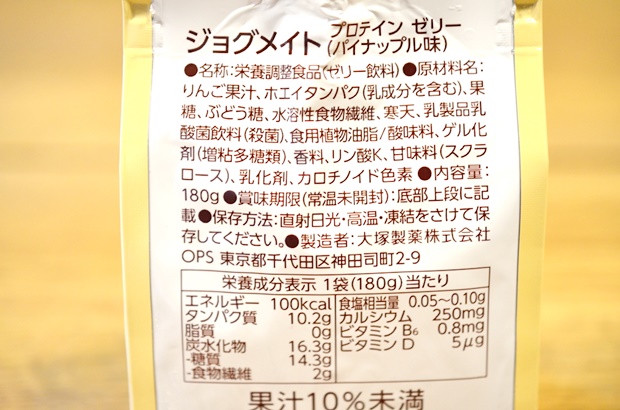 ジョグメイト プロテイン ゼリー
(パイナップル味)
●名称:栄養調整食品(ゼリー飲料)●原材料名:
りんご果汁、ホエイタンパク(乳成分を含む)、果
糖、ぶどう糖、水溶性食物繊維、寒天、乳製品乳
酸菌飲料(殺菌)、食用植物油脂/酸味料、ゲル化
剤(増粘多糖類)、香料、リン酸K、甘味料(スクラ
ロース)、乳化剤、カロチノイド色素 ●内容量:
180g ●賞味期限(常温未開封):底部上段に記
載 ●保存方法:直射日光・高温・凍結をさけて保
存してください。●製造者:大塚製薬株式会社
OPS 東京都千代田区神田司町2-9
栄養成分表示 1袋(180g)当たり
エネルギー 100kcal
タンパク質 10.2g
脂質 0g
炭水化物 16.3g
-糖質 14.3g
-食物繊維 2g
食塩相当量 0.05〜0.10g
カルシウム 250mg
ビタミン B6 0.8mg
ビタミン D 5μg
果汁10%未満